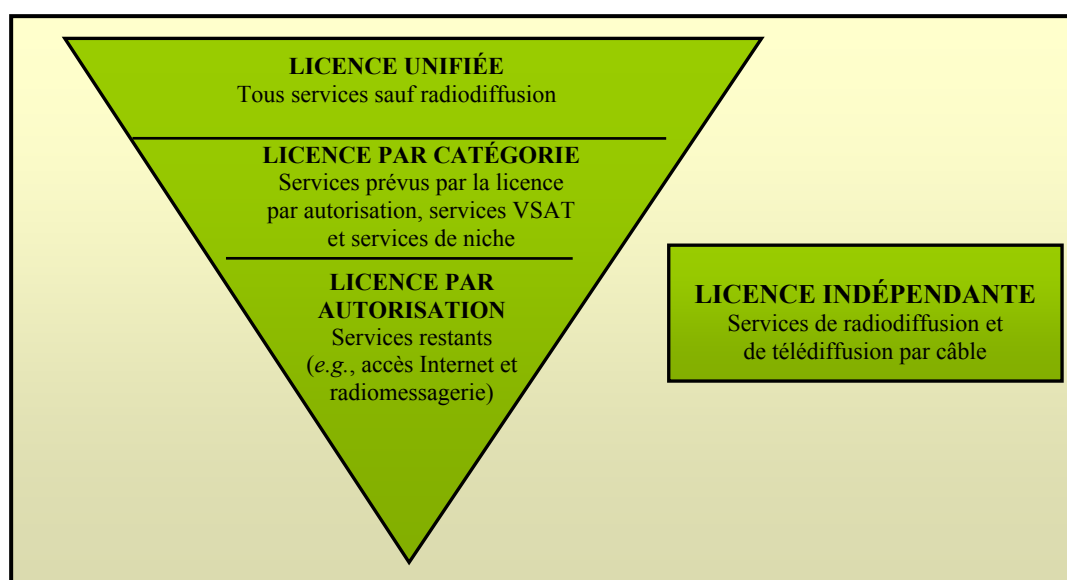 LICENCE UNIFIÉE
Tous services sauf radiodiffusion
LICENCE PAR CATÉGORIE
Services prévus par la licence
par autorisation, services VSAT
et services de niche
LICENCE PAR
AUTORISATION
Services restants
(e.g., accès Internet et
radiomessagerie)
LICENCE INDÉPENDANTE
Services de radiodiffusion et
de télédiffusion par câble